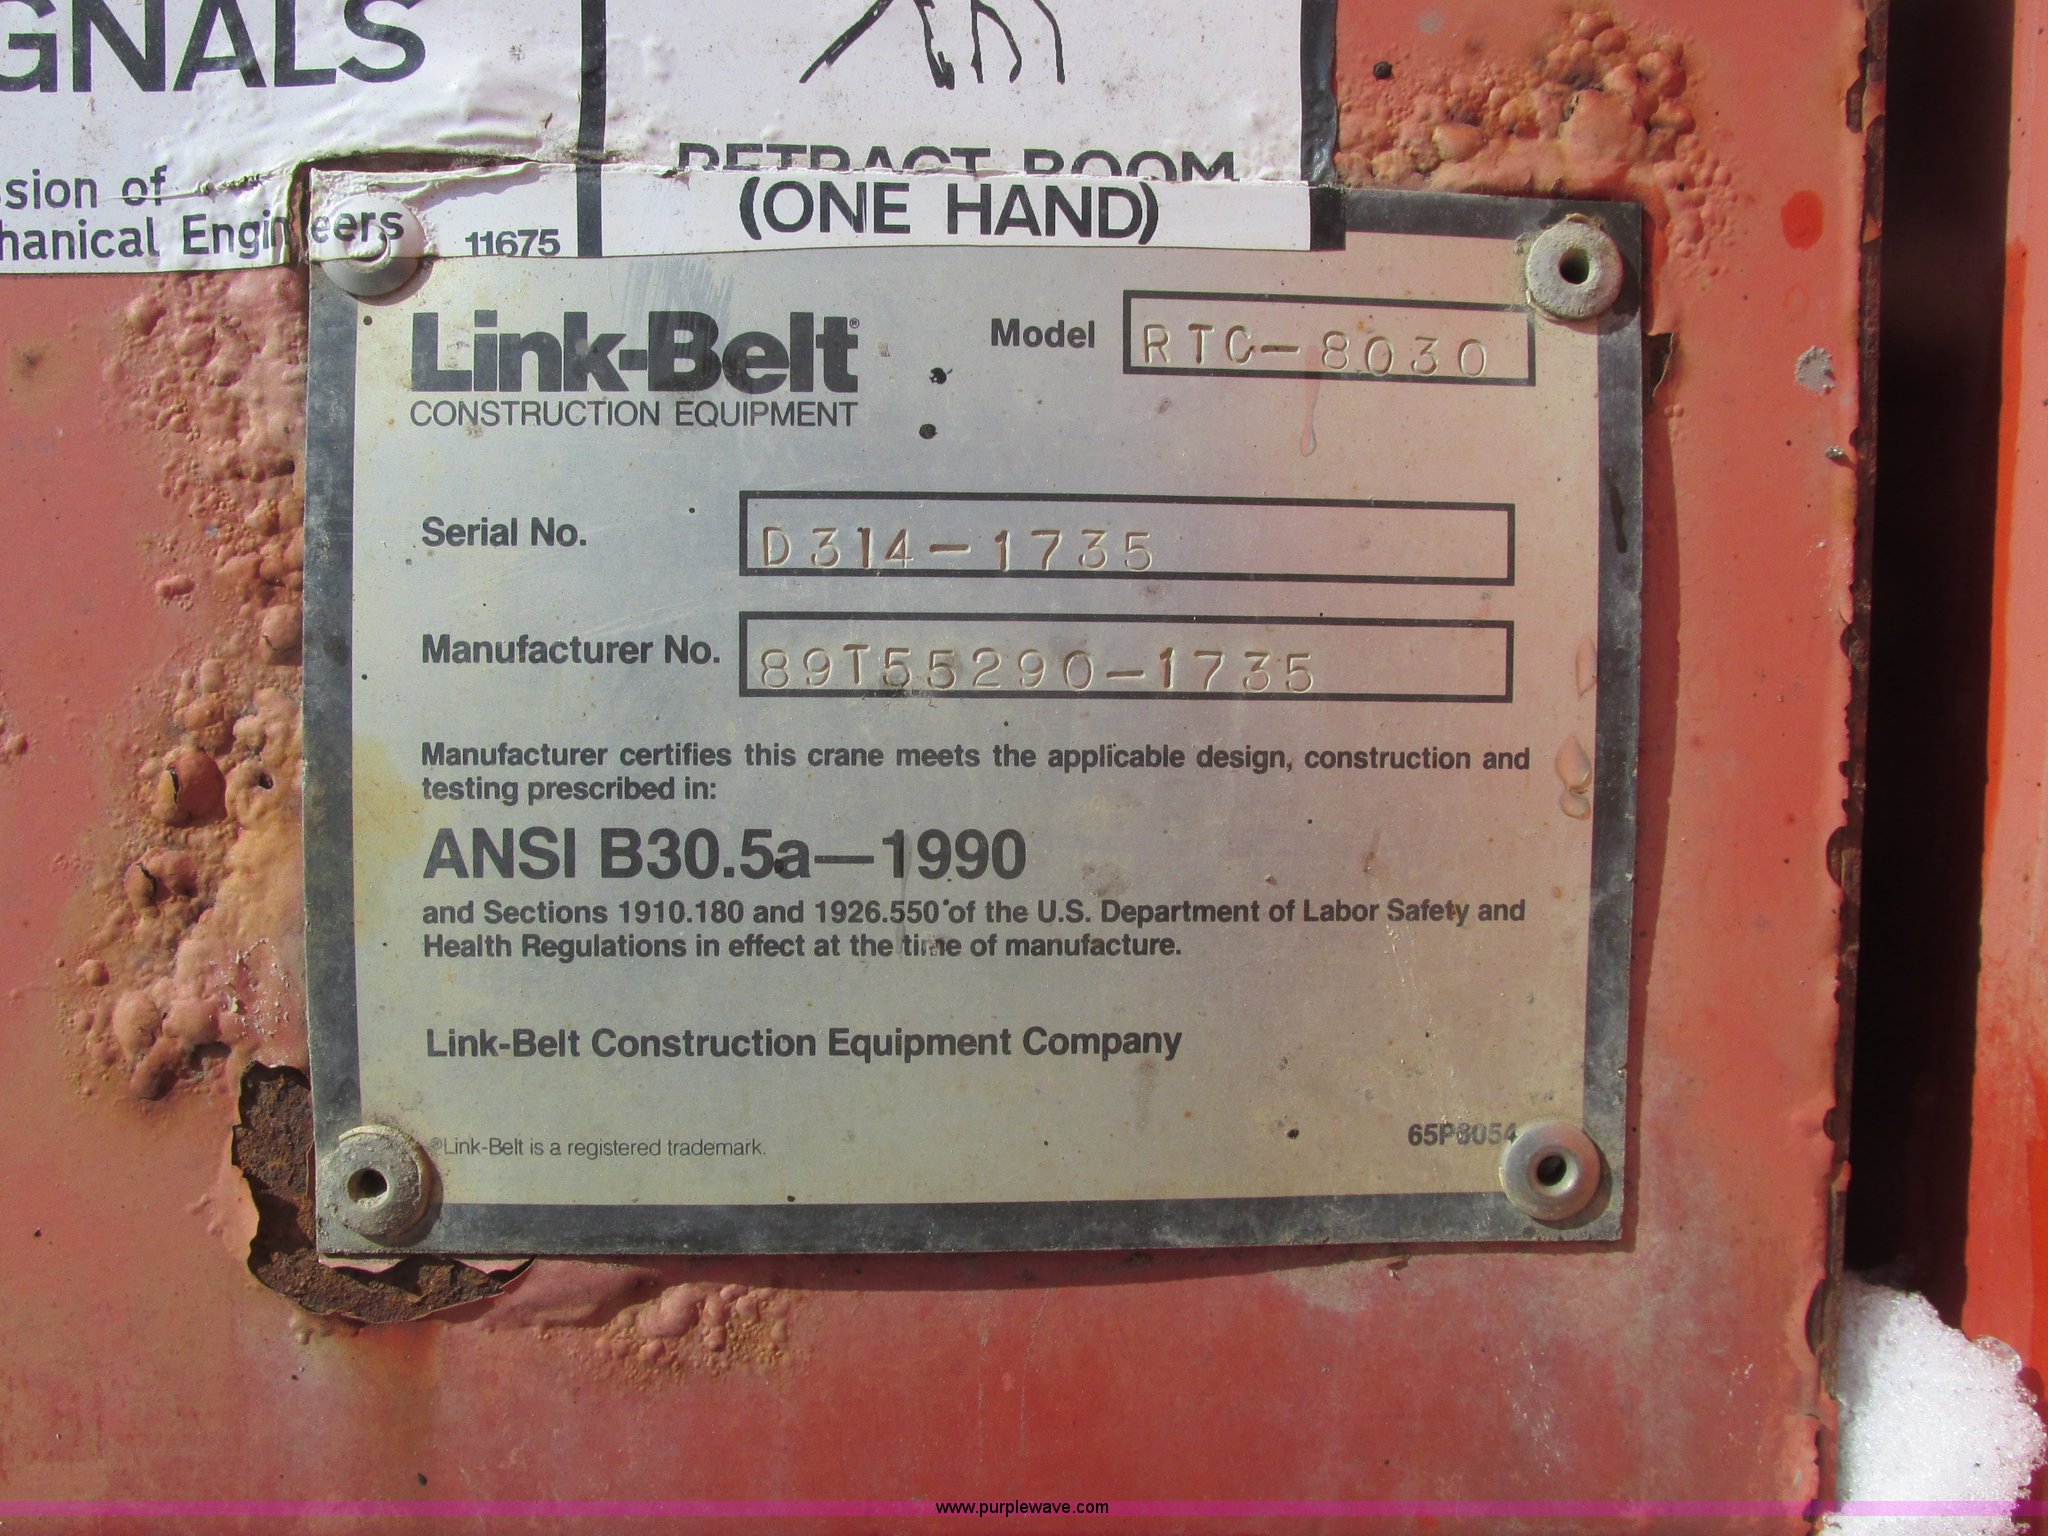 GNALS
ssion of
hanical Engineers
11675
RETRACT BOOM
(ONE HAND)
Link-Belt®
CONSTRUCTION EQUIPMENT
Model RTC-8030
Serial No. D314-1735
Manufacturer No. 89T55290-1735
Manufacturer certifies this crane meets the applicable design, construction and
testing prescribed in:
ANSI B30.5a—1990
and Sections 1910.180 and 1926.550 of the U.S. Department of Labor Safety and
Health Regulations in effect at the time of manufacture.
Link-Belt Construction Equipment Company
®Link-Belt is a registered trademark.
www.purplewave.com